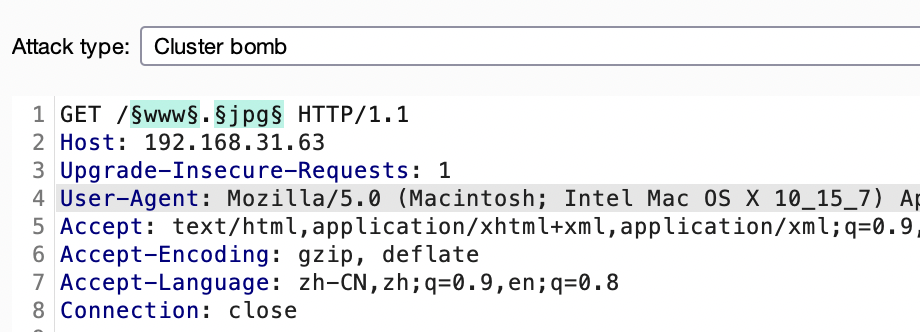 Attack type: Cluster bomb
1 GET /§www§.§jpg§ HTTP/1.1
2 Host: 192.168.31.63
3 Upgrade-Insecure-Requests: 1
4 User-Agent: Mozilla/5.0 (Macintosh; Intel Mac OS X 10_15_7) Ap
5 Accept: text/html,application/xhtml+xml,application/xml;q=0.9,
6 Accept-Encoding: gzip, deflate
7 Accept-Language: zh-CN,zh;q=0.9,en;q=0.8
8 Connection: close